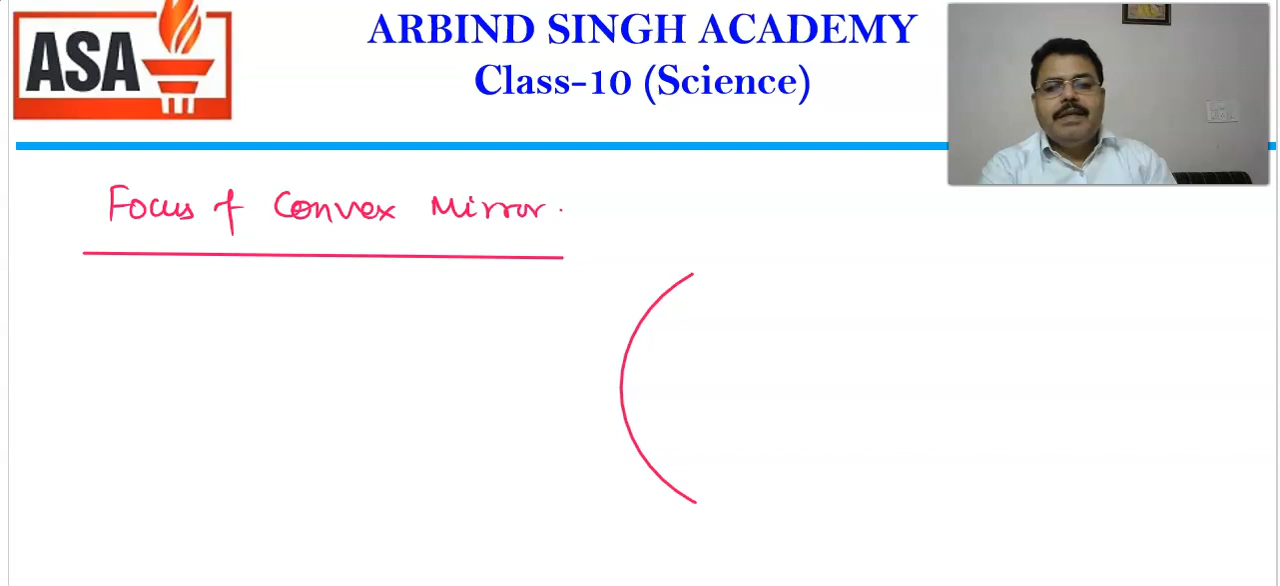 ASA
ARBIND SINGH ACADEMY
Class-10 (Science)
Focus of Convex Mirror.